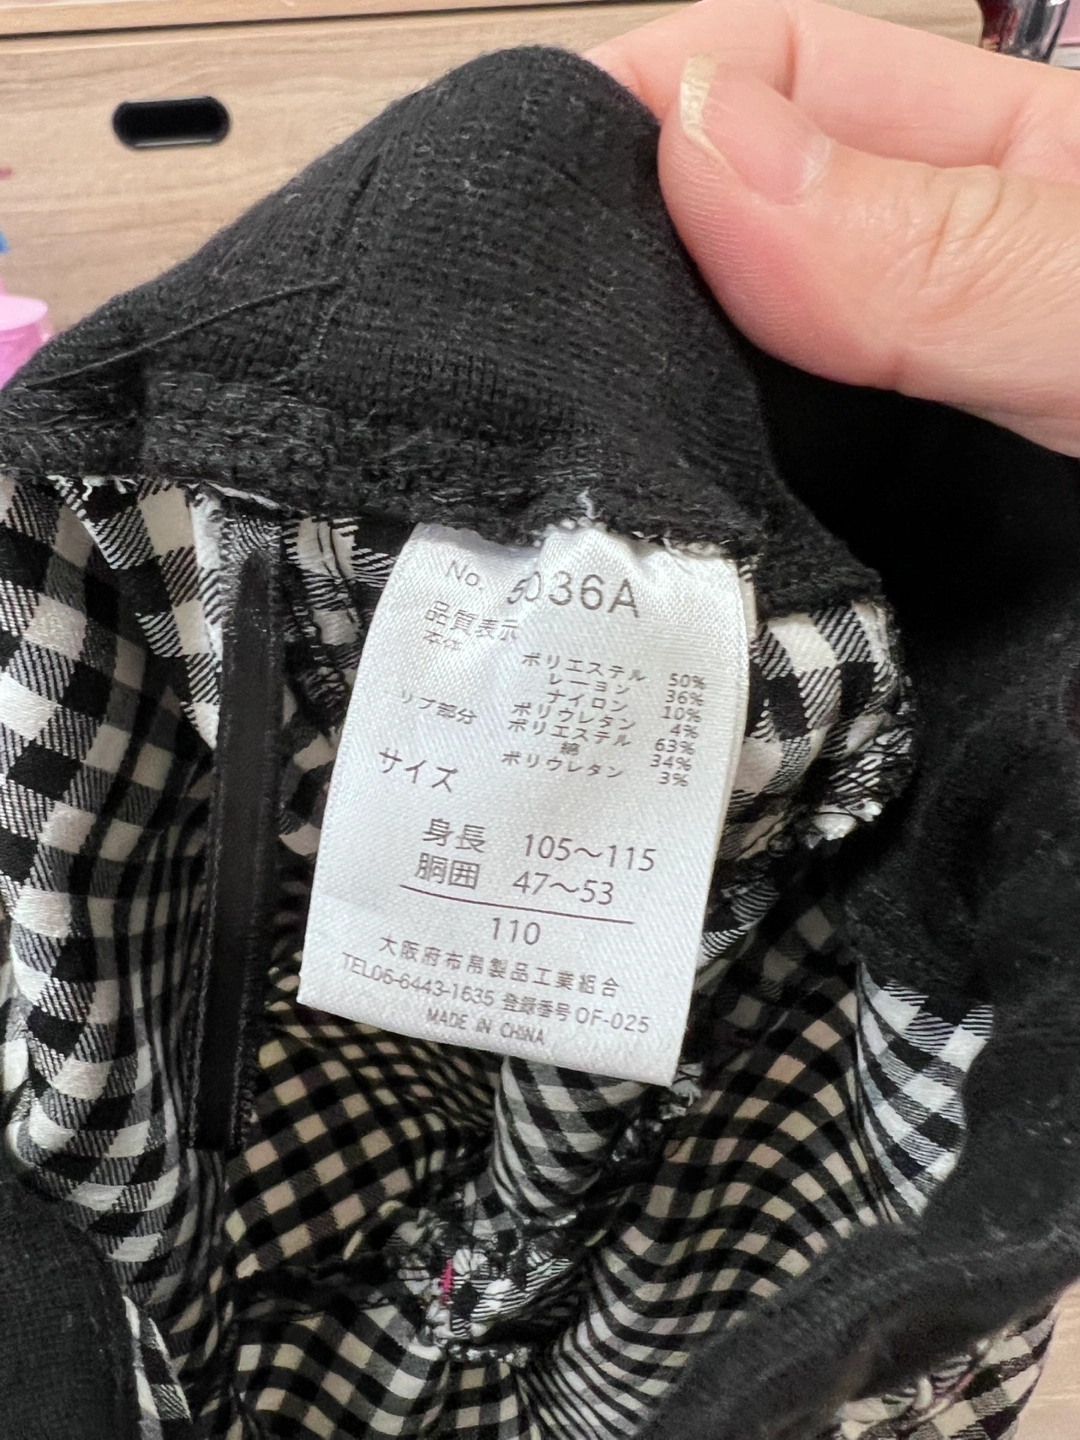 No. 5036A
品質表示
本体 ポリエステル 50%
レーヨン 36%
ナイロン 10%
ポリウレタン 4%
リブ部分 ポリエステル 63%
綿 34%
ポリウレタン 3%
サイズ
身長 105～115
胴囲 47～53
110
大阪府布帛製品工業組合
TEL06-6443-1635 登録番号 OF-025
MADE IN CHINA